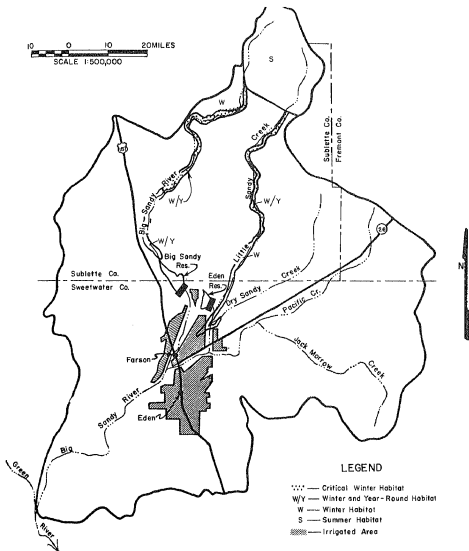 10 0 10 20 MILES
SCALE 1:500,000
S
W
Sublette Co.
Fremont Co.
Creek
Sandy
Little
Big Sandy River
W/Y
W/Y
W/Y
W
Big Sandy
Res.
Eden
Res.
28
N
Sublette Co.
Sweetwater Co.
Dry Sandy Creek
Pacific Cr.
Jack Morrow Creek
Farson
Eden
Big Sandy River
Green River
LEGEND
Critical Winter Habitat
W/Y — Winter and Year-Round Habitat
W — Winter Habitat
S — Summer Habitat
Irrigated Area